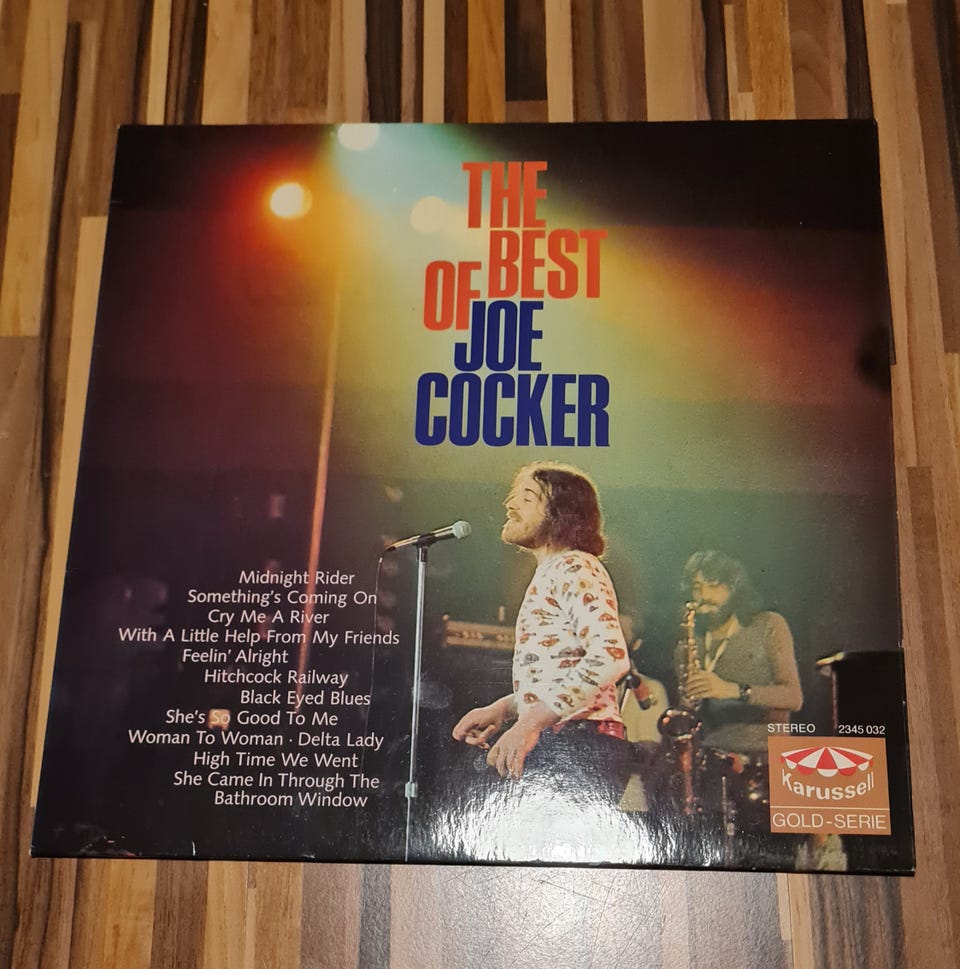 THE
BEST
OF
JOE
COCKER
Midnight Rider
Something's Coming On
Cry Me A River
With A Little Help From My Friends
Feelin' Alright
Hitchcock Railway
Black Eyed Blues
She's So Good To Me
Woman To Woman · Delta Lady
High Time We Went
She Came In Through The
Bathroom Window
STEREO 2345 032
Karussell
GOLD-SERIE